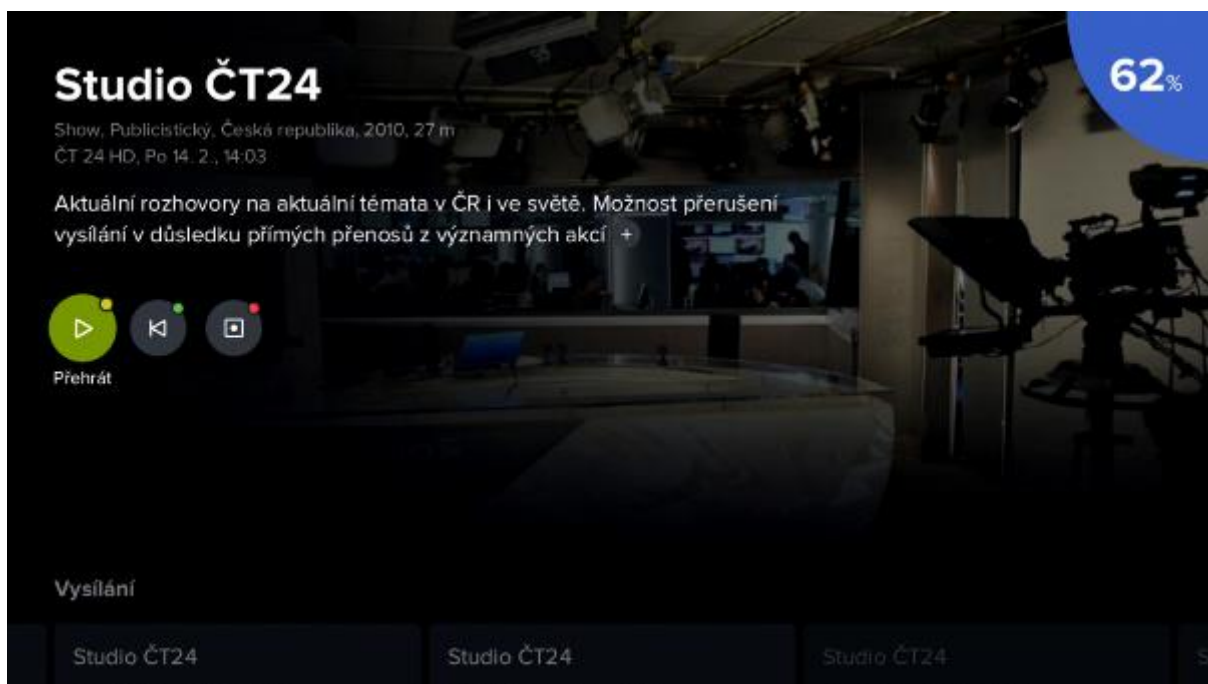 Studio ČT24
62%
Show, Publicistický, Česká republika, 2010, 27 m
ČT 24 HD, Po 14. 2., 14:03
Aktuální rozhovory na aktuální témata v ČR i ve světě. Možnost přerušení
vysílání v důsledku přímých přenosů z významných akcí +
Přehrát
Vysílání
Studio ČT24 Studio ČT24 Studio ČT24 S